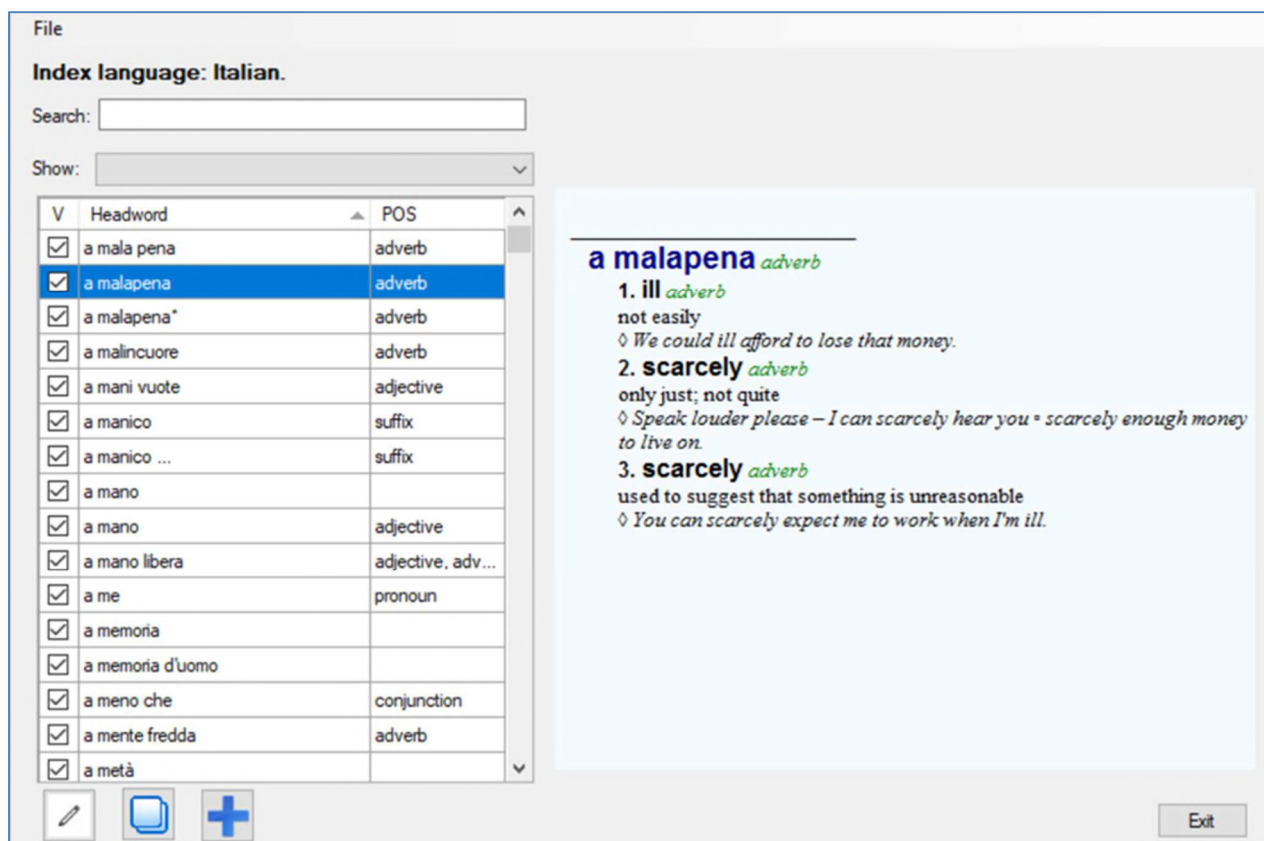 File
Index language: Italian.
Search:
Show:
V Headword POS
a mala pena adverb
a malapena adverb
a malapena* adverb
a malincuore adverb
a mani vuote adjective
a manico suffix
a manico ... suffix
a mano
a mano adjective
a mano libera adjective, adv...
a me pronoun
a memoria
a memoria d'uomo
a meno che conjunction
a mente fredda adverb
a metà
a malapena adverb
1. ill adverb
not easily
◊ We could ill afford to lose that money.
2. scarcely adverb
only just; not quite
◊ Speak louder please – I can scarcely hear you ▪ scarcely enough money
to live on.
3. scarcely adverb
used to suggest that something is unreasonable
◊ You can scarcely expect me to work when I'm ill.
Exit